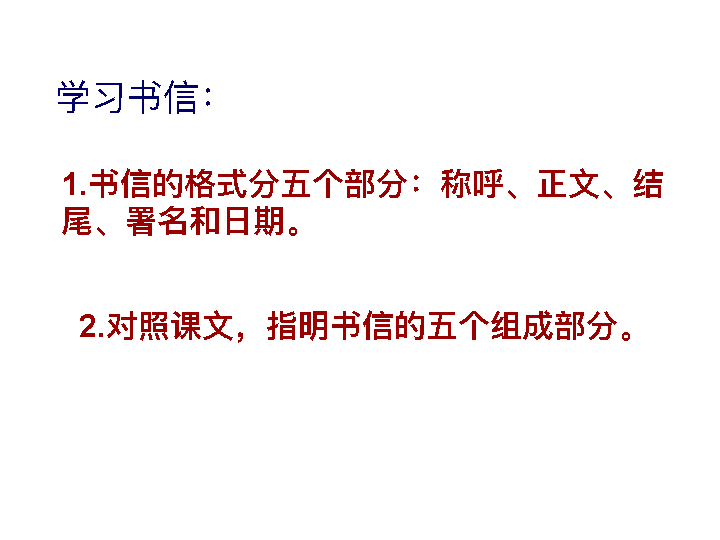 学习书信：
1.书信的格式分五个部分：称呼、正文、结
尾、署名和日期。
2.对照课文，指明书信的五个组成部分。